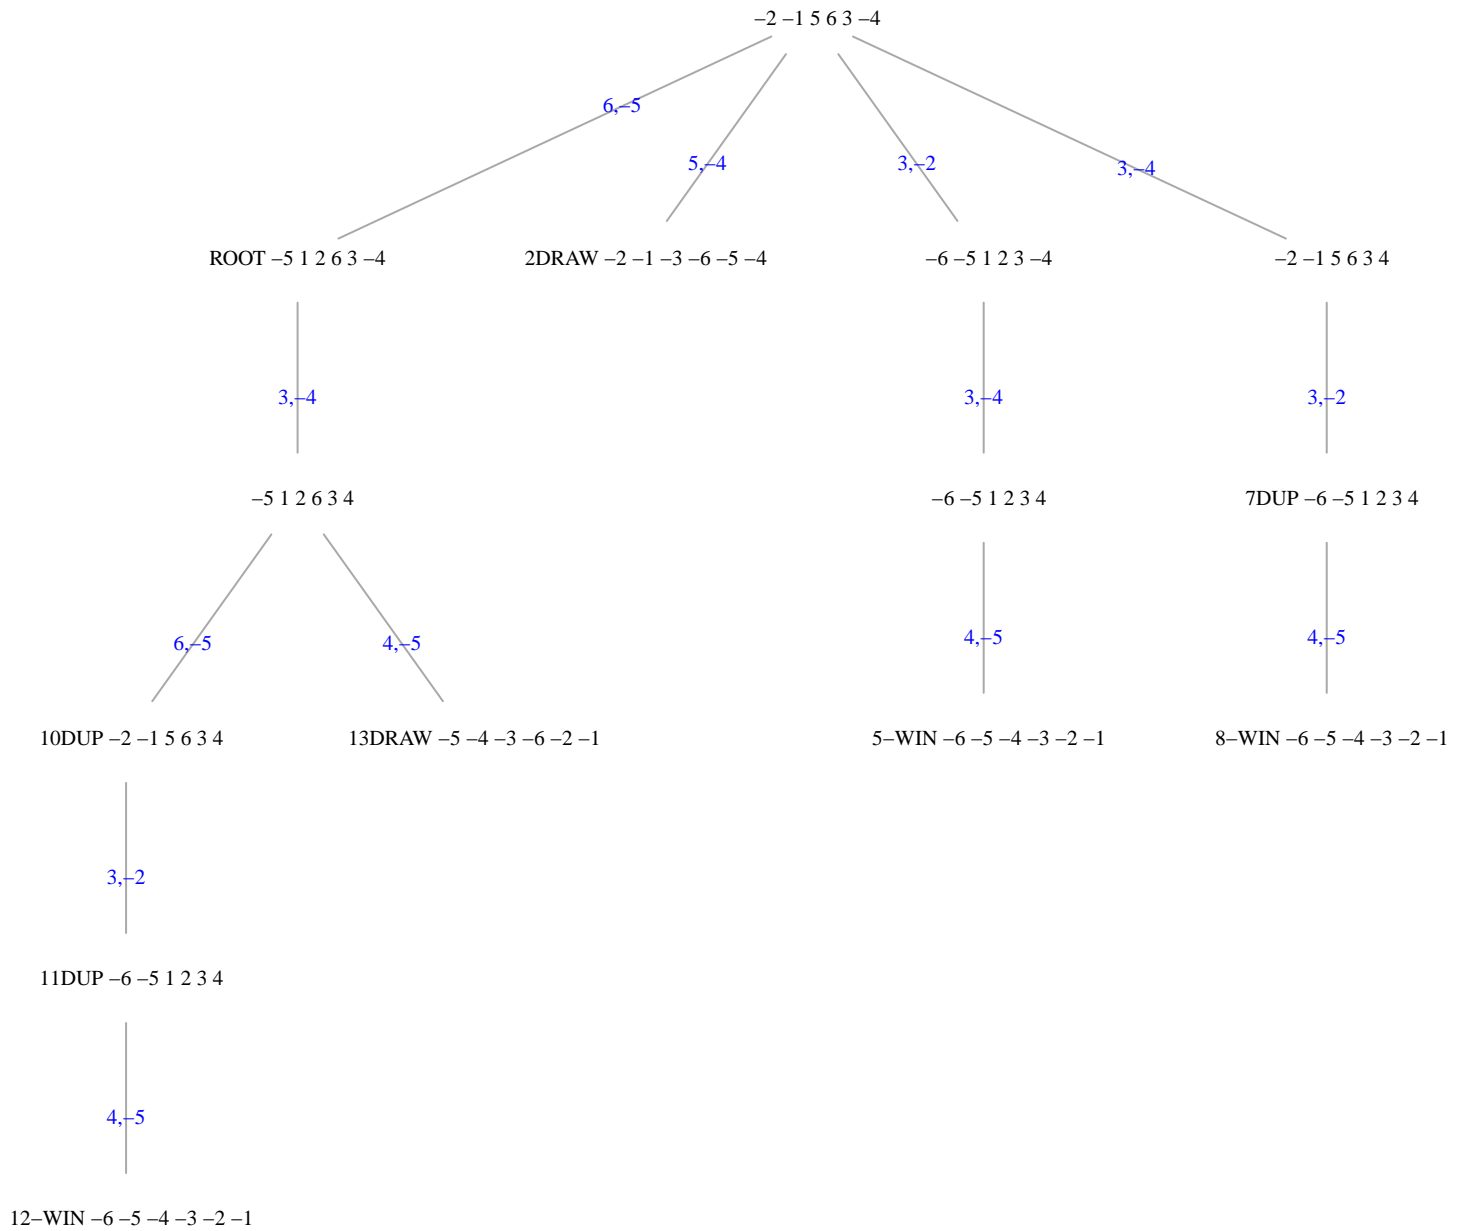 −2 −1 5 6 3 −4
6,−5
5,−4
3,−2
3,−4
ROOT −5 1 2 6 3 −4
2DRAW −2 −1 −3 −6 −5 −4
−6 −5 1 2 3 −4
−2 −1 5 6 3 4
3,−4
3,−4
3,−2
−5 1 2 6 3 4
−6 −5 1 2 3 4
7DUP −6 −5 1 2 3 4
6,−5
4,−5
4,−5
4,−5
10DUP −2 −1 5 6 3 4
13DRAW −5 −4 −3 −6 −2 −1
5−WIN −6 −5 −4 −3 −2 −1
8−WIN −6 −5 −4 −3 −2 −1
3,−2
11DUP −6 −5 1 2 3 4
4,−5
12−WIN −6 −5 −4 −3 −2 −1